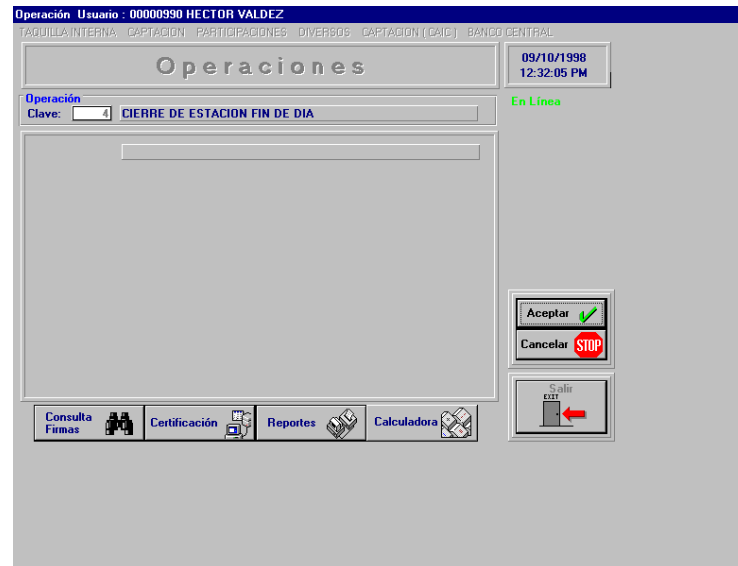 Operación Usuario : 00000990 HECTOR VALDEZ
TAQUILLA INTERNA CAPTACION PARTICIPACIONES DIVERSOS CAPTACION ( CAIC ) BANCO CENTRAL
Operaciones
09/10/1998
12:32:05 PM
Operación
Clave: 4 CIERRE DE ESTACION FIN DE DIA
En Línea
Aceptar
Cancelar STOP
Salir
EXIT
Consulta Firmas
Certificación
Reportes
Calculadora